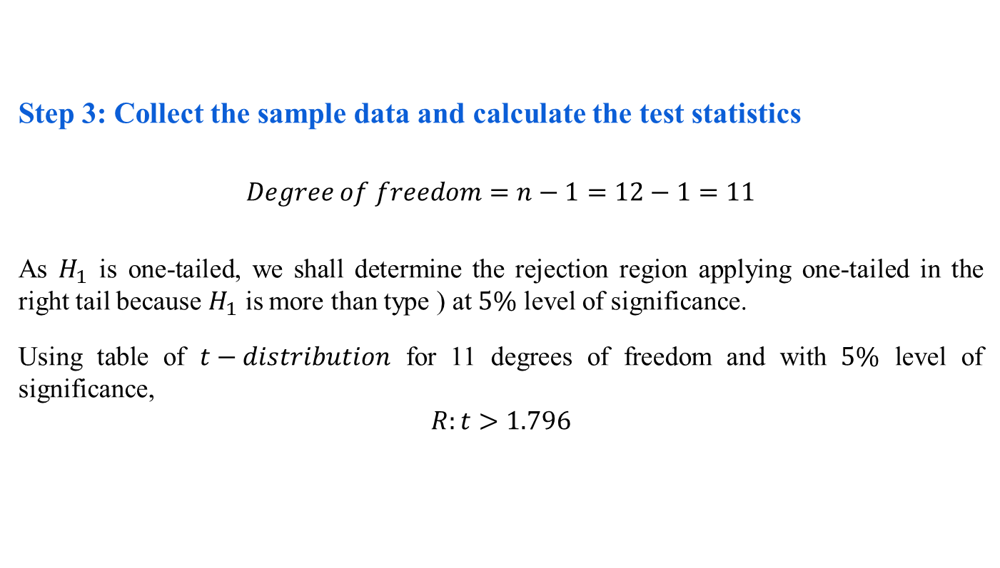 Step 3: Collect the sample data and calculate the test statistics
Degree of freedom = n − 1 = 12 − 1 = 11
As H₁ is one-tailed, we shall determine the rejection region applying one-tailed in the
right tail because H₁ is more than type ) at 5% level of significance.
Using table of t − distribution for 11 degrees of freedom and with 5% level of
significance,
R: t > 1.796